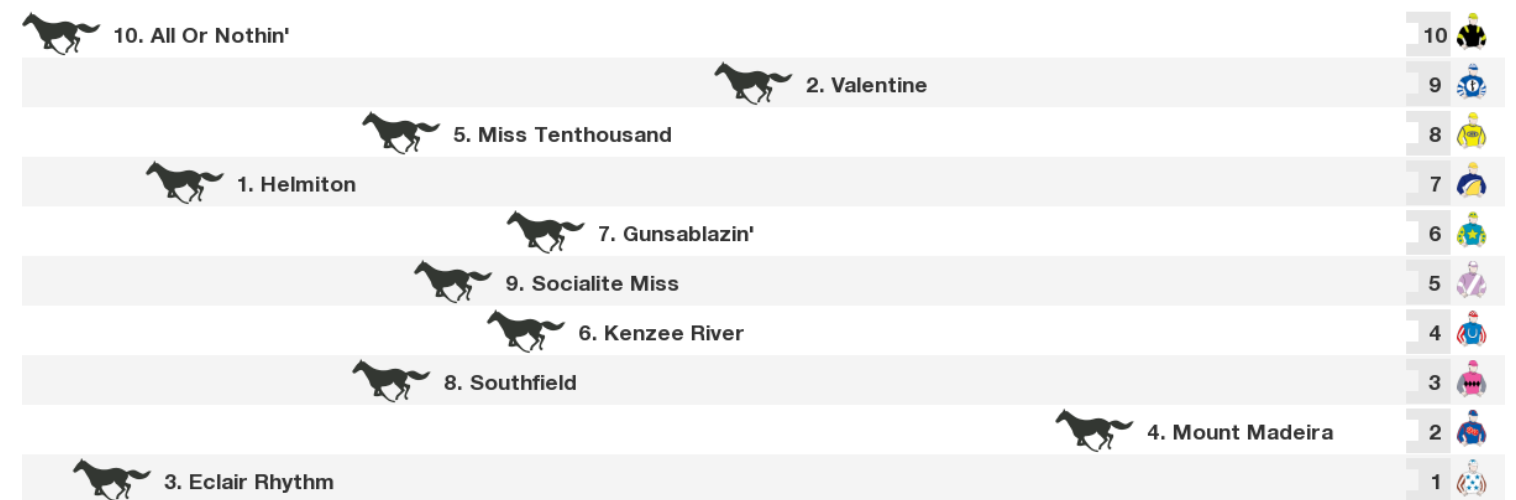 10. All Or Nothin' 10
2. Valentine 9
5. Miss Tenthousand 8
1. Helmiton 7
7. Gunsablazin' 6
9. Socialite Miss 5
6. Kenzee River 4
8. Southfield 3
4. Mount Madeira 2
3. Eclair Rhythm 1